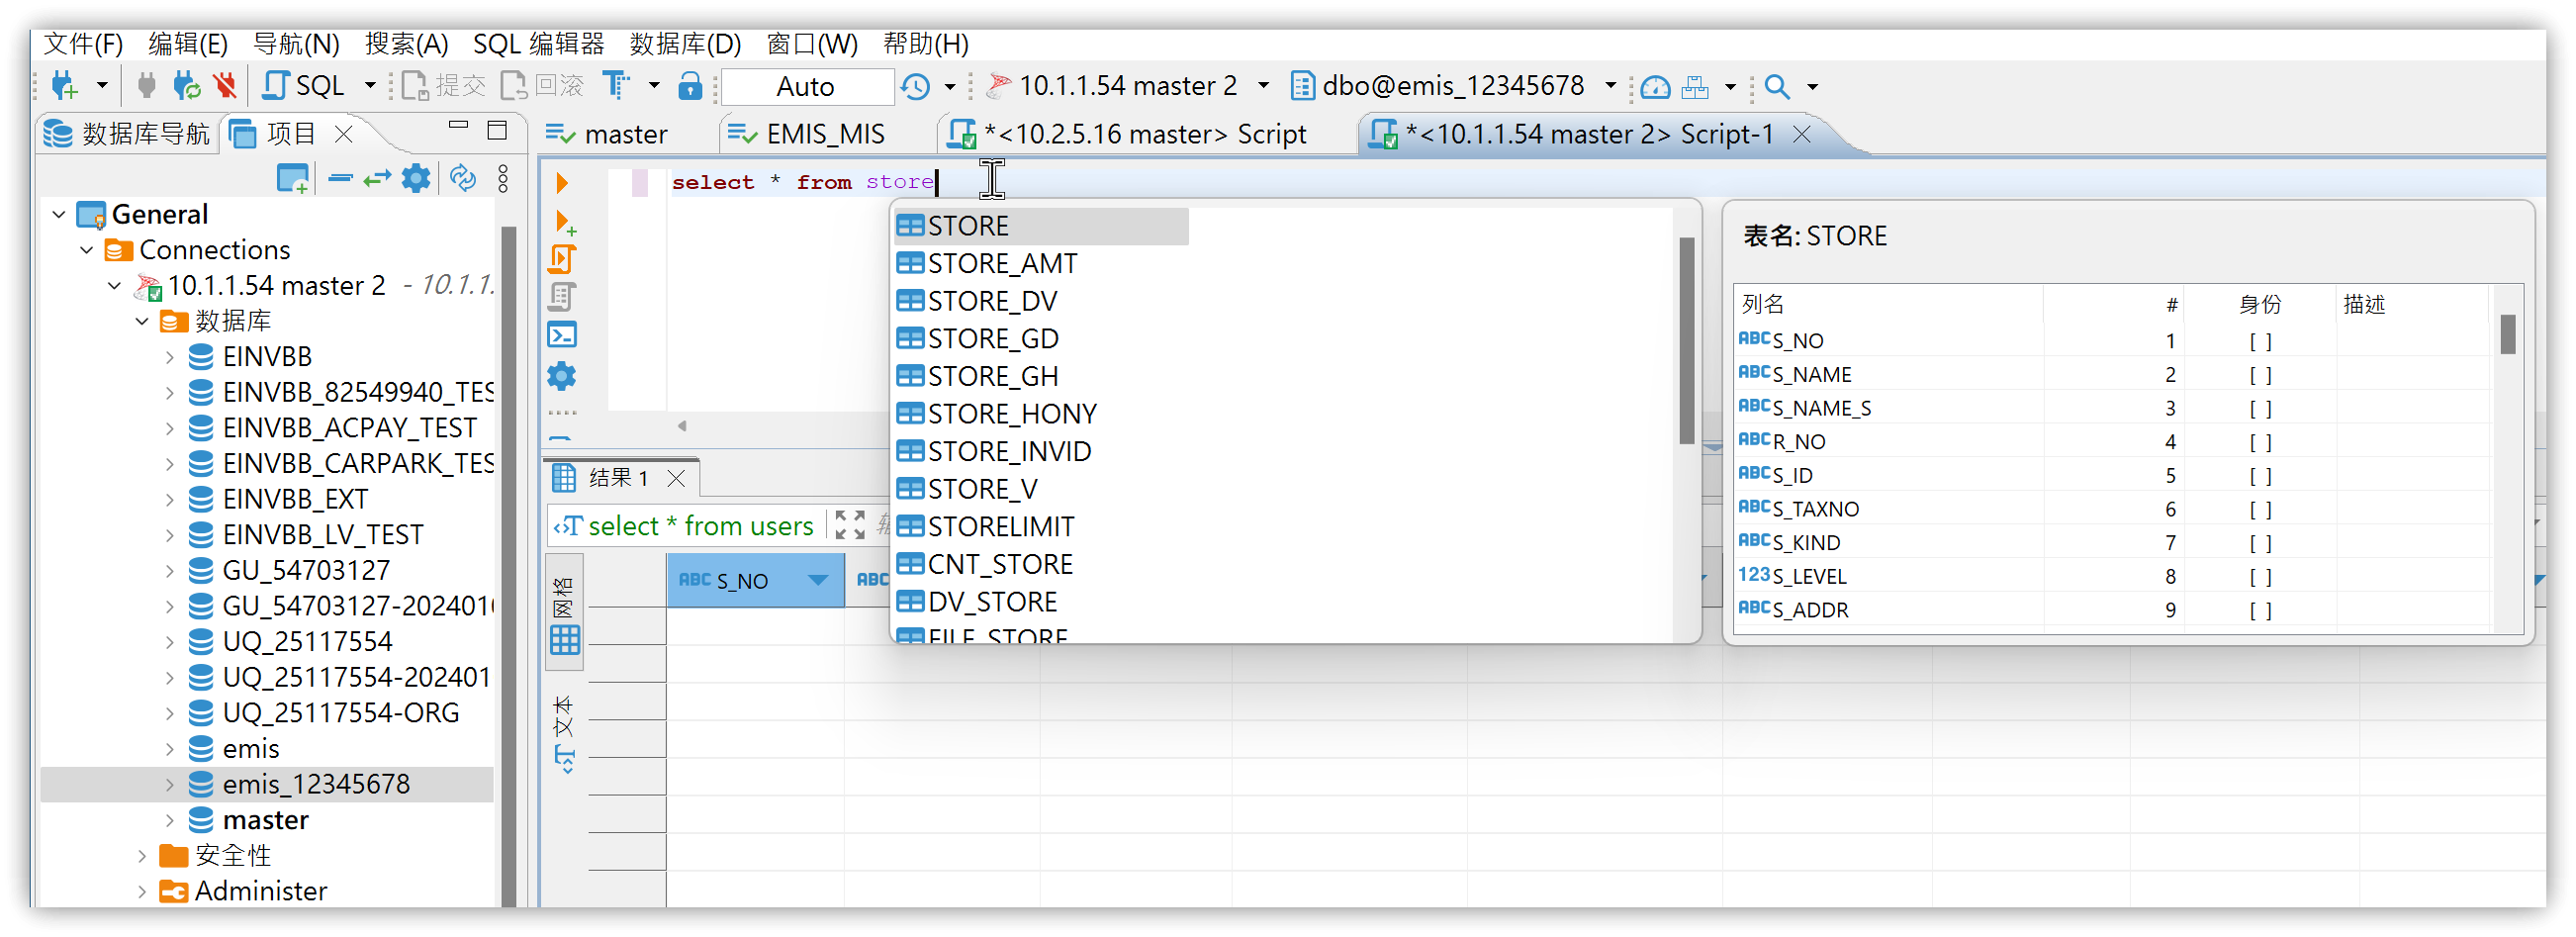 文件(F) 编辑(E) 导航(N) 搜索(A) SQL 编辑器 数据库(D) 窗口(W) 帮助(H)
SQL 提交 回滚 Auto 10.1.1.54 master 2 dbo@emis_12345678
数据库导航 项目
master EMIS_MIS *<10.2.5.16 master> Script *<10.1.1.54 master 2> Script-1
General
Connections
10.1.1.54 master 2 - 10.1.1.
数据库
EINVBB
EINVBB_82549940_TES
EINVBB_ACPAY_TEST
EINVBB_CARPARK_TES
EINVBB_EXT
EINVBB_LV_TEST
GU_54703127
GU_54703127-2024010
UQ_25117554
UQ_25117554-202401
UQ_25117554-ORG
emis
emis_12345678
master
安全性
Administer
select * from store
STORE
STORE_AMT
STORE_DV
STORE_GD
STORE_GH
STORE_HONY
STORE_INVID
STORE_V
STORELIMIT
CNT_STORE
DV_STORE
FILE_STORE
表名: STORE
列名 # 身份 描述
ABC S_NO 1 [ ]
ABC S_NAME 2 [ ]
ABC S_NAME_S 3 [ ]
ABC R_NO 4 [ ]
ABC S_ID 5 [ ]
ABC S_TAXNO 6 [ ]
ABC S_KIND 7 [ ]
123 S_LEVEL 8 [ ]
ABC S_ADDR 9 [ ]
结果 1
select * from users
ABC S_NO ABC
网格
文本